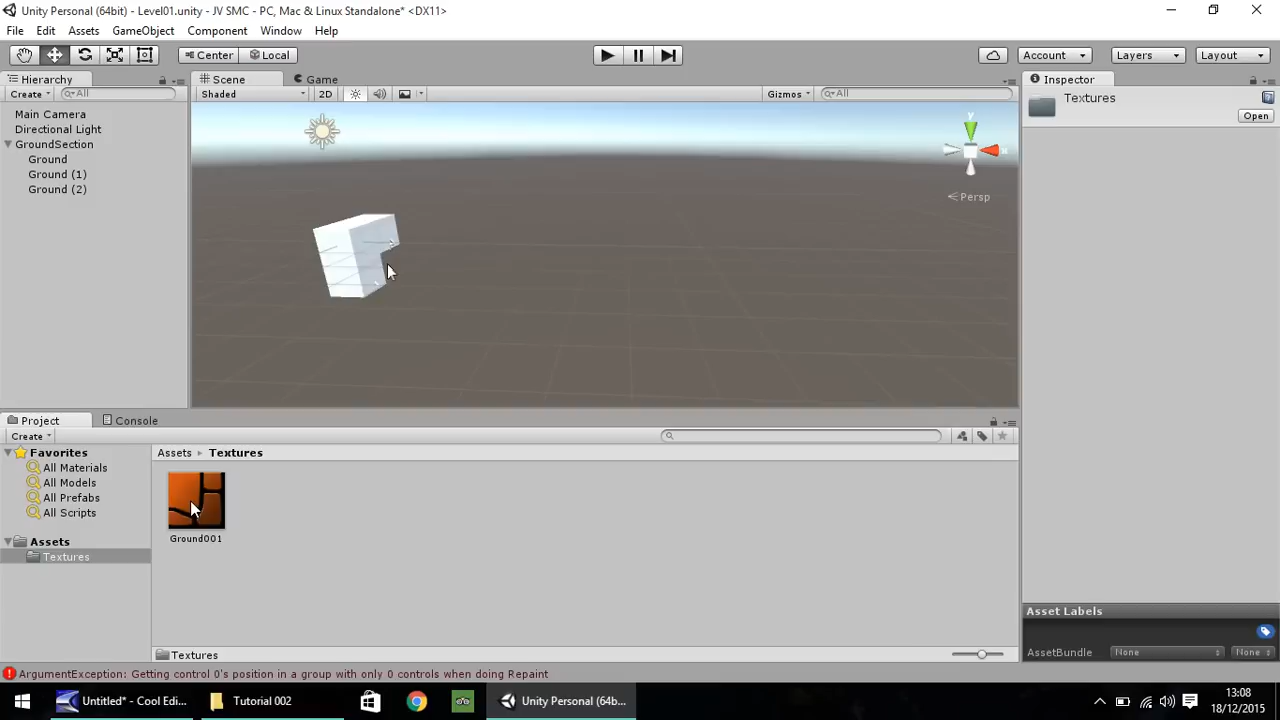 Unity Personal (64bit) - Level01.unity - JV SMC - PC, Mac & Linux Standalone* <DX11>
File Edit Assets GameObject Component Window Help
Center Local Account Layers Layout
Hierarchy Scene Game Inspector
Create All Shaded 2D Gizmos All Textures
Open
Main Camera
Directional Light
GroundSection
Ground
Ground (1)
Ground (2)
y
x
Persp
Project Console
Create
Favorites
All Materials
All Models
All Prefabs
All Scripts
Assets
Textures
Assets Textures
Ground001
Textures
Asset Labels
AssetBundle None None
ArgumentException: Getting control 0's position in a group with only 0 controls when doing Repaint
Untitled* - Cool Edi... Tutorial 002 Unity Personal (64b... 13:08
18/12/2015